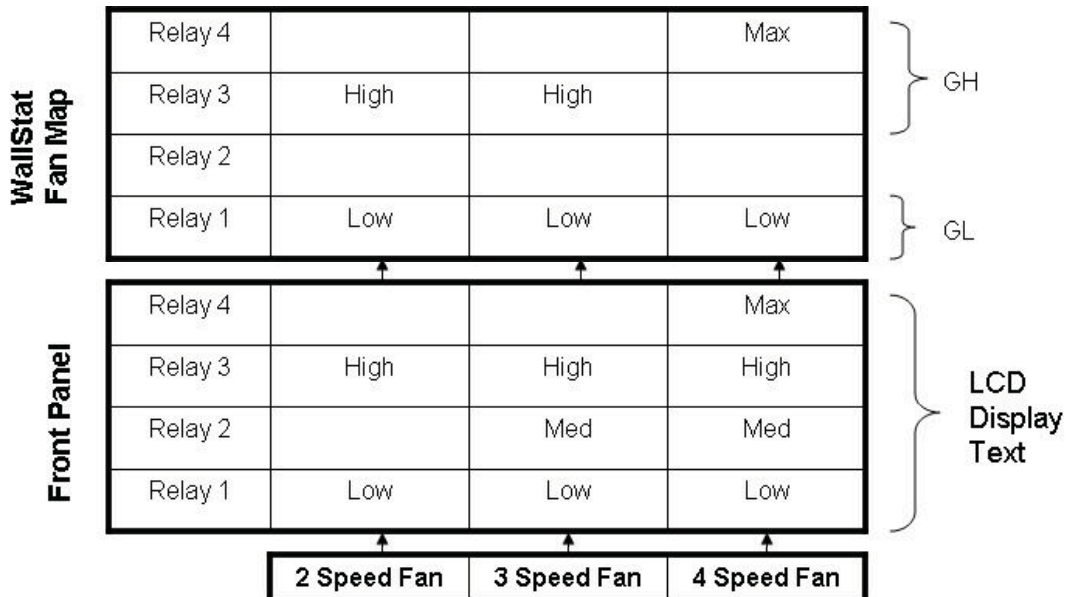 WallStat
Fan Map
Relay 4 Max
Relay 3 High High
Relay 2
Relay 1 Low Low Low
GH
GL
Front Panel
Relay 4 Max
Relay 3 High High High
Relay 2 Med Med
Relay 1 Low Low Low
LCD
Display
Text
2 Speed Fan 3 Speed Fan 4 Speed Fan